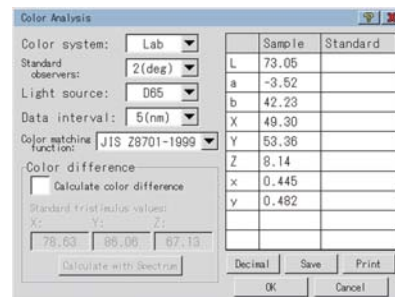 Color Analysis
Color system: Lab
Standard observers: 2(deg)
Light source: D65
Data interval: 5(nm)
Color matching function: JIS Z8701-1999
Color difference
Calculate color difference
Standard tristimulus values:
X: Y: Z:
78.63 86.06 67.13
Calculate with Spectrum
Sample Standard
L 73.05
a -3.52
b 42.23
X 49.30
Y 53.36
Z 8.14
x 0.445
y 0.482
Decimal Save Print
OK Cancel